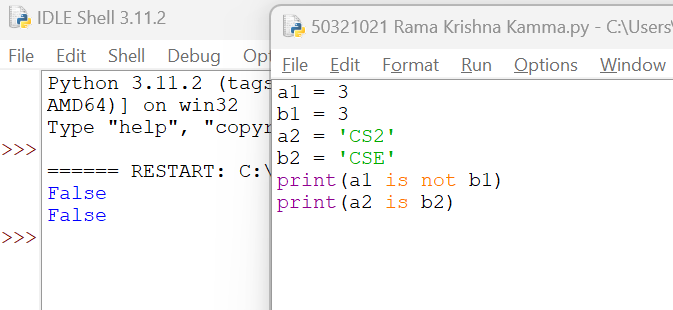 IDLE Shell 3.11.2
File Edit Shell Debug
Python 3.11.2 (tags
AMD64)] on win32
Type "help", "copyr
>>>
====== RESTART: C:\
False
False
>>>
50321021 Rama Krishna Kamma.py - C:\Users\
File Edit Format Run Options Window
a1 = 3
b1 = 3
a2 = 'CS2'
b2 = 'CSE'
print(a1 is not b1)
print(a2 is b2)